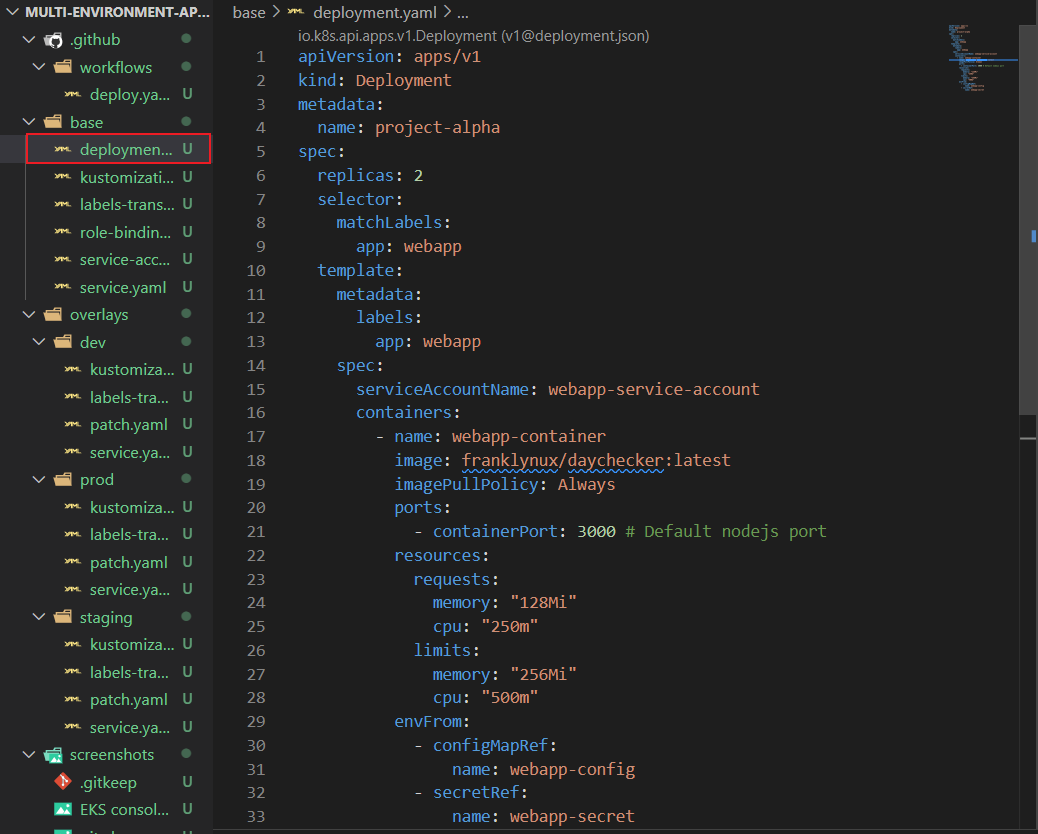 MULTI-ENVIRONMENT-AP...
.github
workflows
deploy.ya... U
base
deploymen... U
kustomizati... U
labels-trans... U
role-bindin... U
service-acc... U
service.yaml U
overlays
dev
kustomiza... U
labels-tra... U
patch.yaml U
service.ya... U
prod
kustomiza... U
labels-tra... U
patch.yaml U
service.ya... U
staging
kustomiza... U
labels-tra... U
patch.yaml U
service.ya... U
screenshots
.gitkeep U
EKS consol... U
base > deployment.yaml > ...
io.k8s.api.apps.v1.Deployment (v1@deployment.json)
1 apiVersion: apps/v1
2 kind: Deployment
3 metadata:
4 name: project-alpha
5 spec:
6 replicas: 2
7 selector:
8 matchLabels:
9 app: webapp
10 template:
11 metadata:
12 labels:
13 app: webapp
14 spec:
15 serviceAccountName: webapp-service-account
16 containers:
17 - name: webapp-container
18 image: franklynux/daychecker:latest
19 imagePullPolicy: Always
20 ports:
21 - containerPort: 3000 # Default nodejs port
22 resources:
23 requests:
24 memory: "128Mi"
25 cpu: "250m"
26 limits:
27 memory: "256Mi"
28 cpu: "500m"
29 envFrom:
30 - configMapRef:
31 name: webapp-config
32 - secretRef:
33 name: webapp-secret